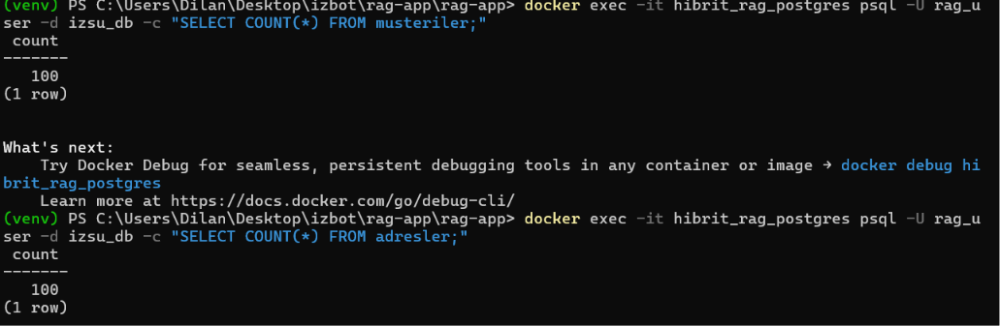 (venv) PS C:\Users\Dilan\Desktop\izbot\rag-app\rag-app> docker exec -it hibrit_rag_postgres psql -U rag_u
ser -d izsu_db -c "SELECT COUNT(*) FROM musteriler;"
 count
-------
   100
(1 row)

What's next:
    Try Docker Debug for seamless, persistent debugging tools in any container or image → docker debug hi
brit_rag_postgres
    Learn more at https://docs.docker.com/go/debug-cli/
(venv) PS C:\Users\Dilan\Desktop\izbot\rag-app\rag-app> docker exec -it hibrit_rag_postgres psql -U rag_u
ser -d izsu_db -c "SELECT COUNT(*) FROM adresler;"
 count
-------
   100
(1 row)